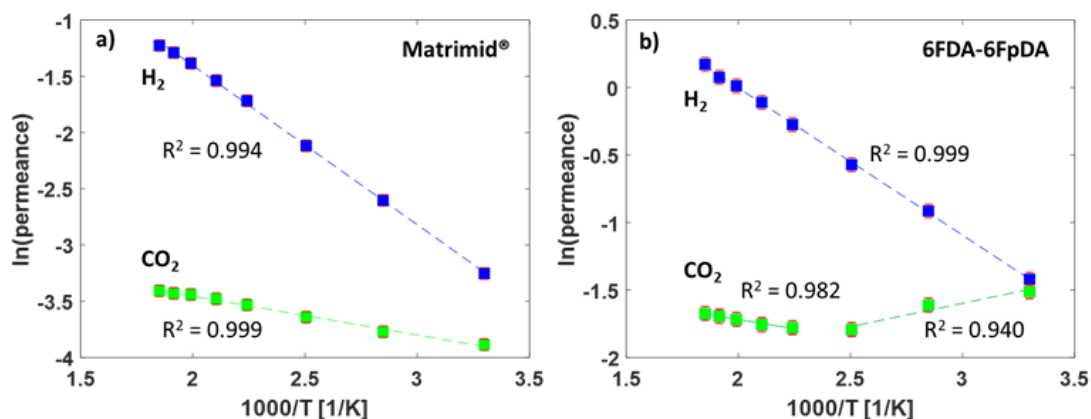 a)
Matrimid®
H₂
R² = 0.994
CO₂
R² = 0.999
ln(permeance)
-1
-1.5
-2
-2.5
-3
-3.5
-4
1.5
2
2.5
3
3.5
1000/T [1/K]
b)
6FDA-6FpDA
H₂
R² = 0.999
CO₂
R² = 0.982
R² = 0.940
ln(permeance)
0.5
0
-0.5
-1
-1.5
-2
1.5
2
2.5
3
3.5
1000/T [1/K]